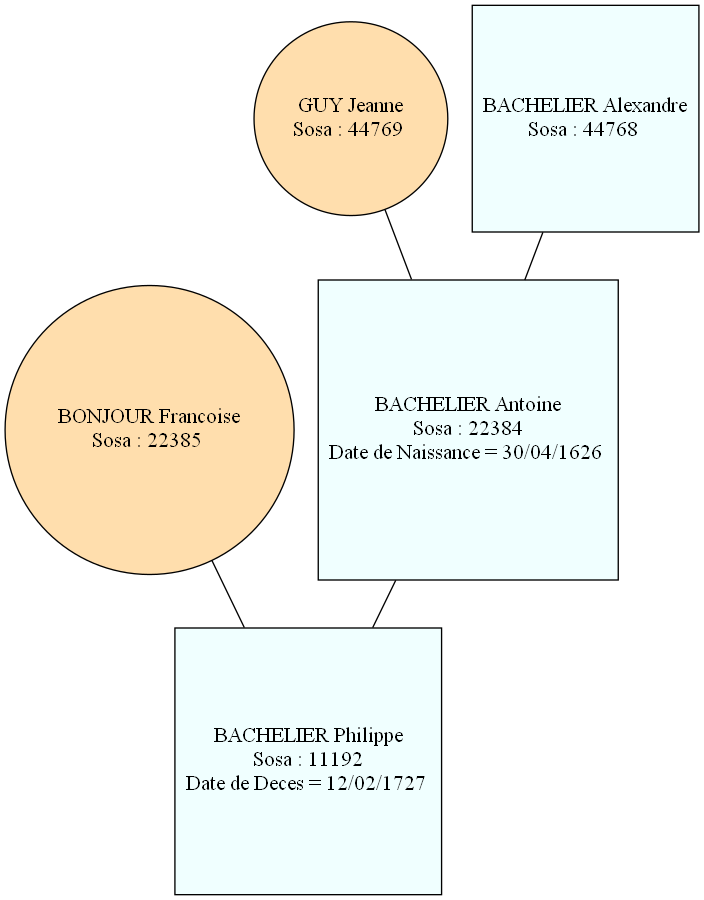 GUY Jeanne
Sosa : 44769
BACHELIER Alexandre
Sosa : 44768
BONJOUR Francoise
Sosa : 22385
BACHELIER Antoine
Sosa : 22384
Date de Naissance = 30/04/1626
BACHELIER Philippe
Sosa : 11192
Date de Deces = 12/02/1727